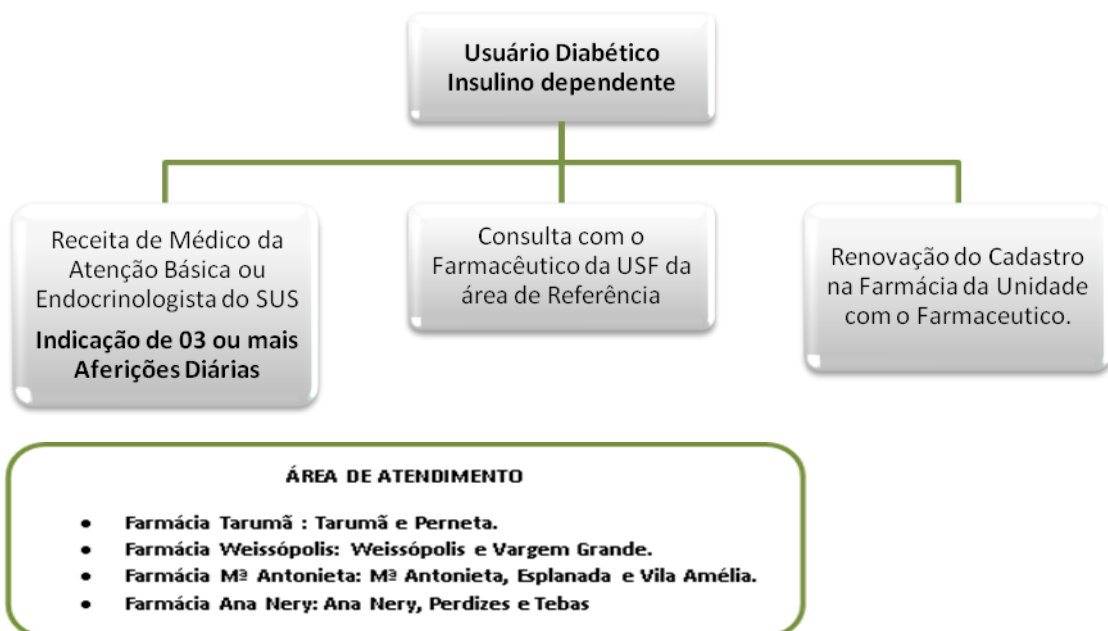 Usuário Diabético
Insulino dependente
Receita de Médico da
Atenção Básica ou
Endocrinologista do SUS
Indicação de 03 ou mais
Aferições Diárias
Consulta com o
Farmacêutico da USF da
área de Referência
Renovação do Cadastro
na Farmácia da Unidade
com o Farmaceutico.
ÁREA DE ATENDIMENTO
• Farmácia Tarumã : Tarumã e Perneta.
• Farmácia Weissópolis: Weissópolis e Vargem Grande.
• Farmácia Mª Antonieta: Mª Antonieta, Esplanada e Vila Amélia.
• Farmácia Ana Nery: Ana Nery, Perdizes e Tebas